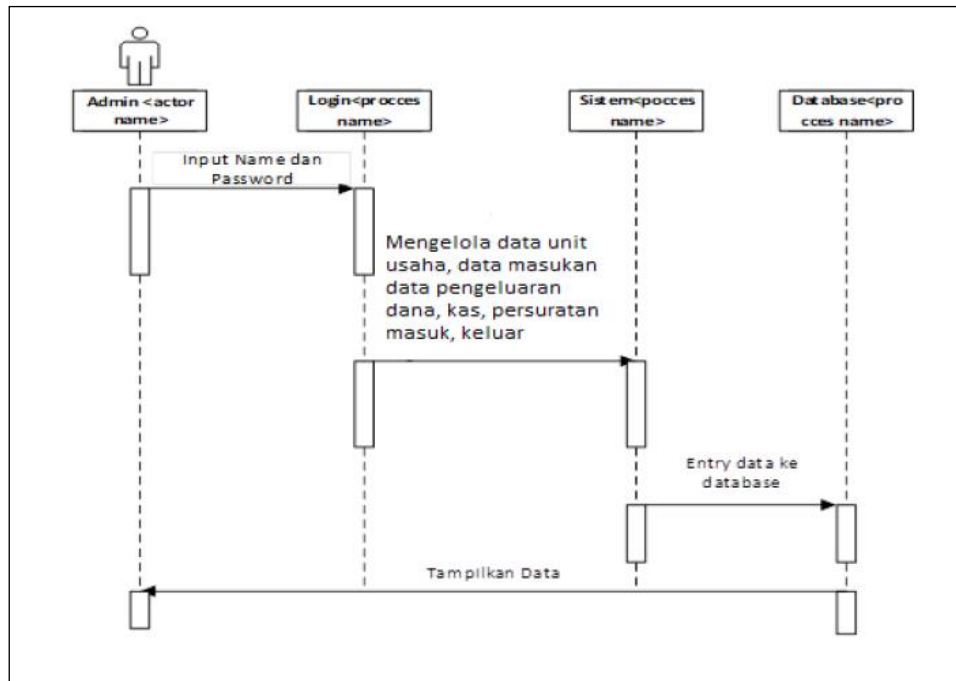 Admin <actor
name>
Login<procces
name>
Sistem<pocces
name>
Database<pro
cces name>
Input Name dan
Password
Mengelola data unit
usaha, data masukan
data pengeluaran
dana, kas, persuratan
masuk, keluar
Entry data ke
database
Tampilkan Data